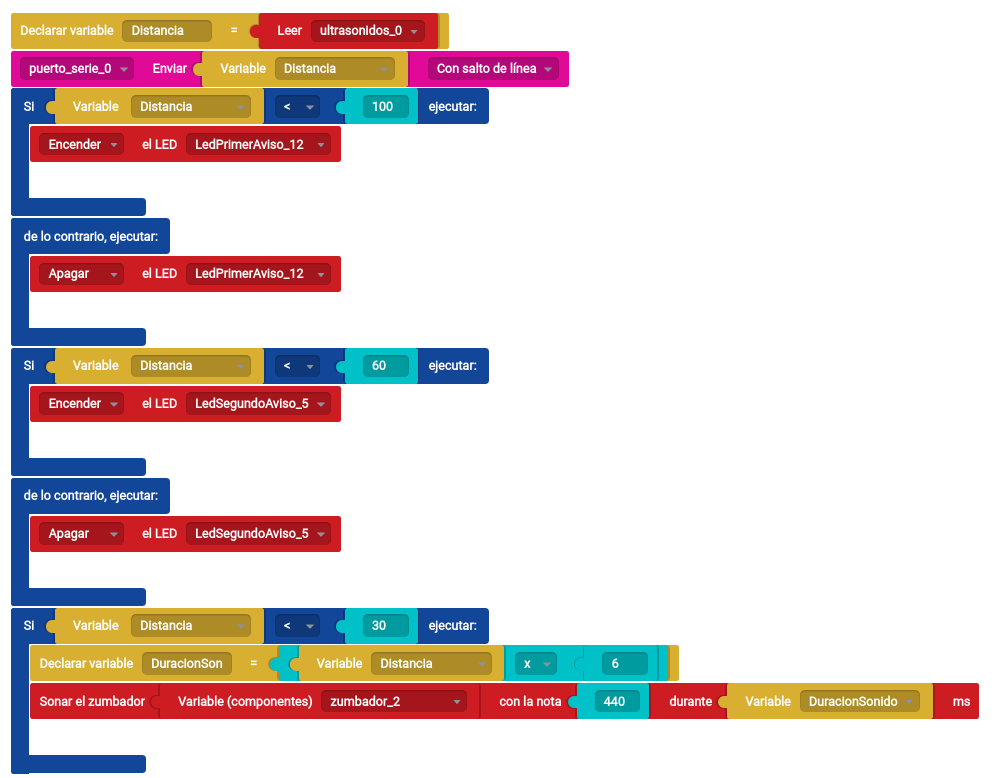 Declarar variable Distancia = Leer ultrasonidos_0
puerto_serie_0 Enviar Variable Distancia Con salto de línea
Si Variable Distancia < 100 ejecutar:
Encender el LED LedPrimerAviso_12
de lo contrario, ejecutar:
Apagar el LED LedPrimerAviso_12
Si Variable Distancia < 60 ejecutar:
Encender el LED LedSegundoAviso_5
de lo contrario, ejecutar:
Apagar el LED LedSegundoAviso_5
Si Variable Distancia < 30 ejecutar:
Declarar variable DuracionSon = Variable Distancia x 6
Sonar el zumbador Variable (componentes) zumbador_2 con la nota 440 durante Variable DuracionSonido ms